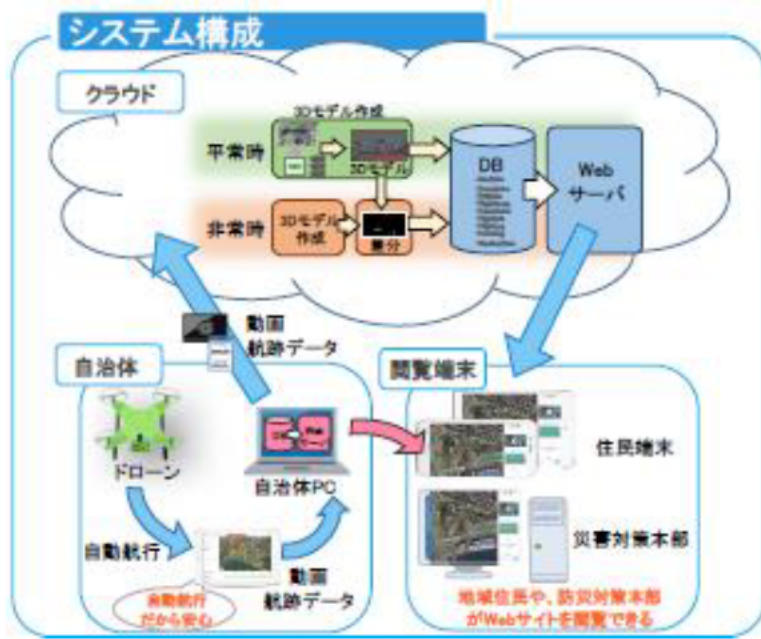 システム構成
クラウド
3Dモデル作成
平常時
3Dモデル
DB
Web
サーバ
非常時
3Dモデル
作成
差分
動画
航跡データ
自治体
閲覧端末
ドローン
自治体PC
住民端末
自動航行
動画
航跡データ
災害対策本部
自動航行
だから安心
地域住民や、防災対策本部
がWebサイトを閲覧できる